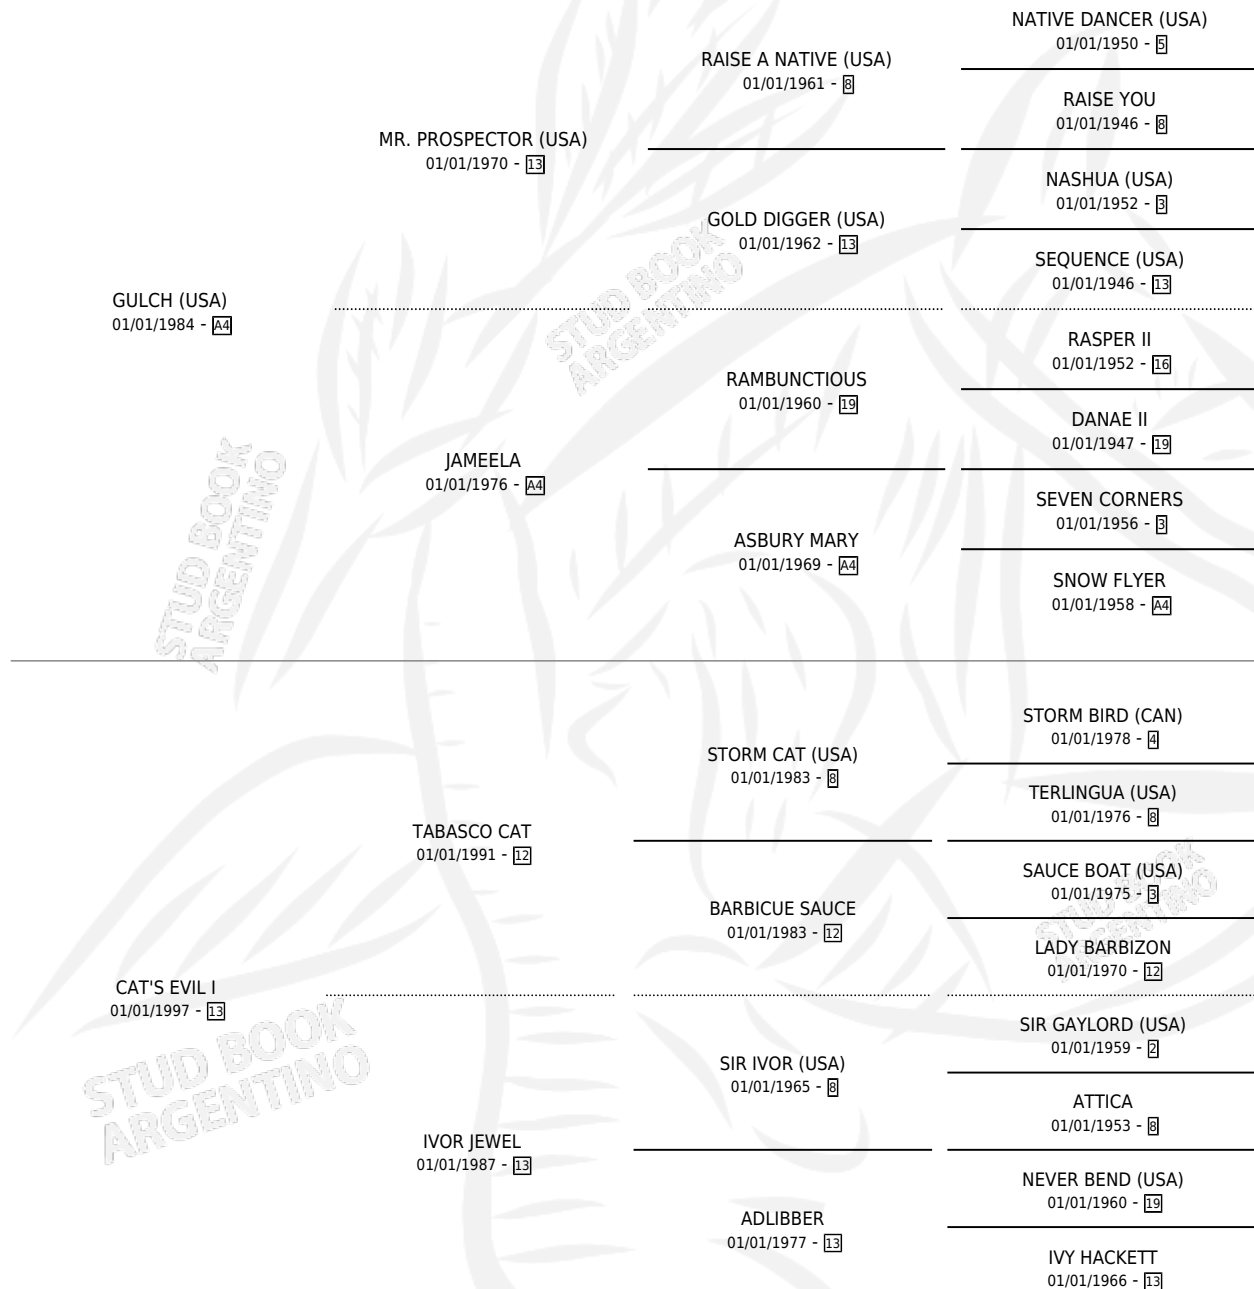 GULCH (USA)
01/01/1984 - A4
MR. PROSPECTOR (USA)
01/01/1970 - 13
RAISE A NATIVE (USA)
01/01/1961 - 8
NATIVE DANCER (USA)
01/01/1950 - 5
RAISE YOU
01/01/1946 - 8
GOLD DIGGER (USA)
01/01/1962 - 13
NASHUA (USA)
01/01/1952 - 3
SEQUENCE (USA)
01/01/1946 - 13
JAMEELA
01/01/1976 - A4
RAMBUNCTIOUS
01/01/1960 - 19
RASPER II
01/01/1952 - 16
DANAE II
01/01/1947 - 19
ASBURY MARY
01/01/1969 - A4
SEVEN CORNERS
01/01/1956 - 3
SNOW FLYER
01/01/1958 - A4
CAT'S EVIL I
01/01/1997 - 13
TABASCO CAT
01/01/1991 - 12
STORM CAT (USA)
01/01/1983 - 8
STORM BIRD (CAN)
01/01/1978 - 4
TERLINGUA (USA)
01/01/1976 - 8
BARBICUE SAUCE
01/01/1983 - 12
SAUCE BOAT (USA)
01/01/1975 - 3
LADY BARBIZON
01/01/1970 - 12
IVOR JEWEL
01/01/1987 - 13
SIR IVOR (USA)
01/01/1965 - 8
SIR GAYLORD (USA)
01/01/1959 - 2
ATTICA
01/01/1953 - 8
ADLIBBER
01/01/1977 - 13
NEVER BEND (USA)
01/01/1960 - 19
IVY HACKETT
01/01/1966 - 13
STUD BOOK
ARGENTINO
STUD BOOK
ARGENTINO
STUD BOOK
ARGENTINO
STUD BOOK
ARGENTINO